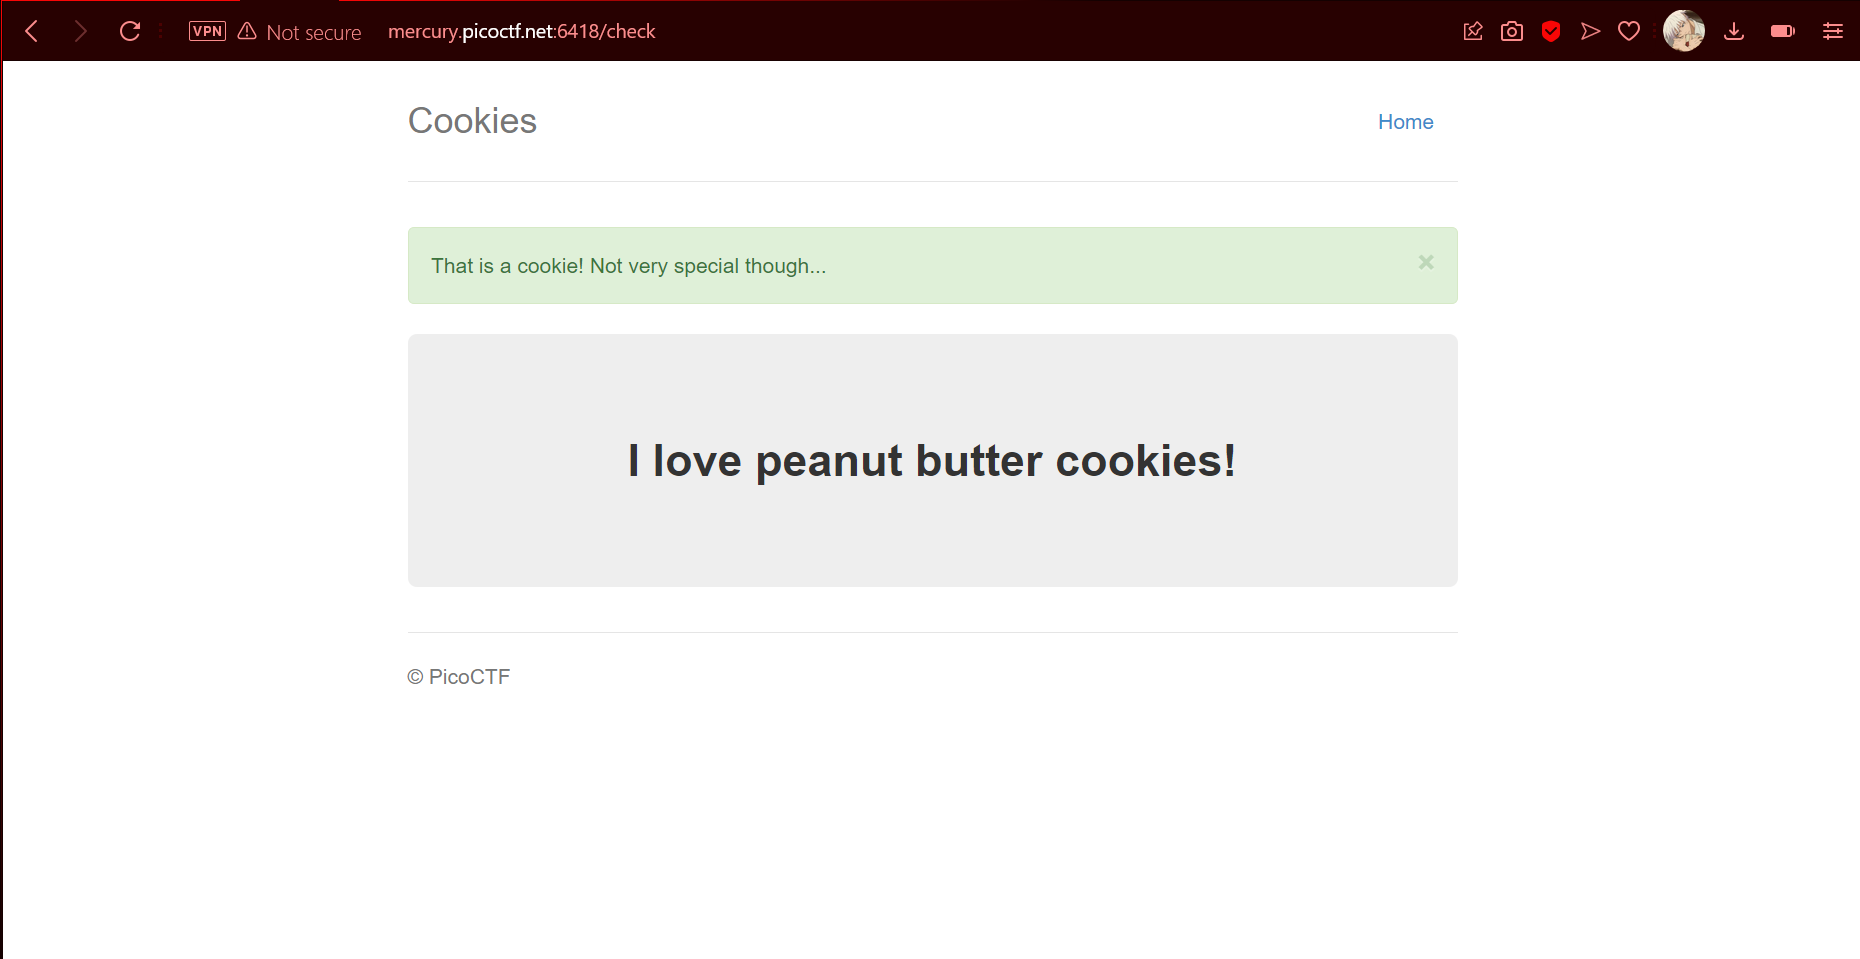 VPN Not secure mercury.picoctf.net:6418/check
Cookies Home
That is a cookie! Not very special though... ×
I love peanut butter cookies!
© PicoCTF